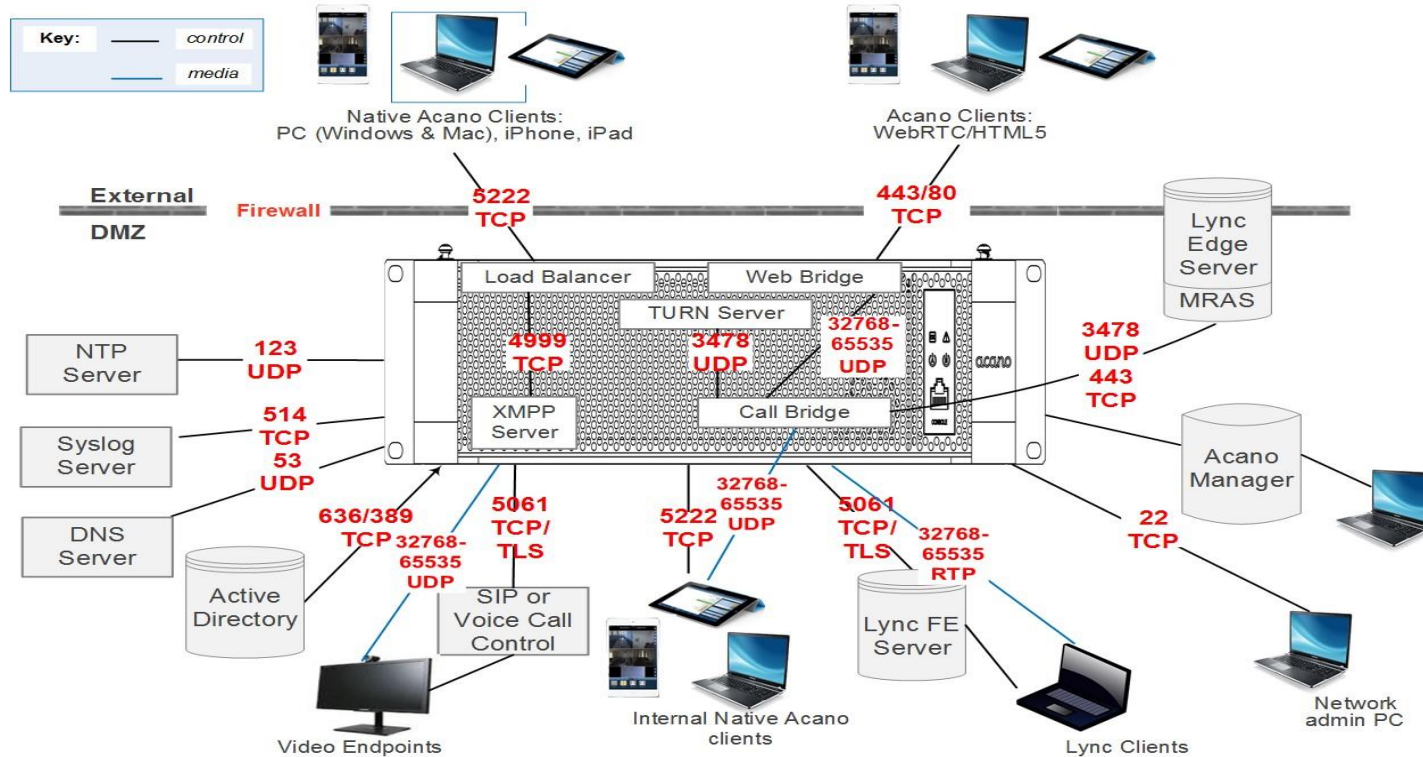 Key:
control
media
Native Acano Clients:
PC (Windows & Mac), iPhone, iPad
Acano Clients:
WebRTC/HTML5
External
Firewall
DMZ
5222
TCP
443/80
TCP
Lync
Edge
Server
MRAS
Load Balancer
Web Bridge
TURN Server
NTP
Server
123
UDP
4999
TCP
3478
UDP
32768-
65535
UDP
acano
3478
UDP
443
TCP
Syslog
Server
514
TCP
XMPP
Server
Call Bridge
CONSOLE
DNS
Server
53
UDP
Acano
Manager
636/389
TCP
32768-
65535
UDP
5061
TCP/
TLS
5222
TCP
32768-
65535
UDP
5061
TCP/
TLS
32768-
65535
RTP
22
TCP
Active
Directory
SIP or
Voice Call
Control
Lync FE
Server
Video Endpoints
Internal Native Acano
clients
Lync Clients
Network
admin PC